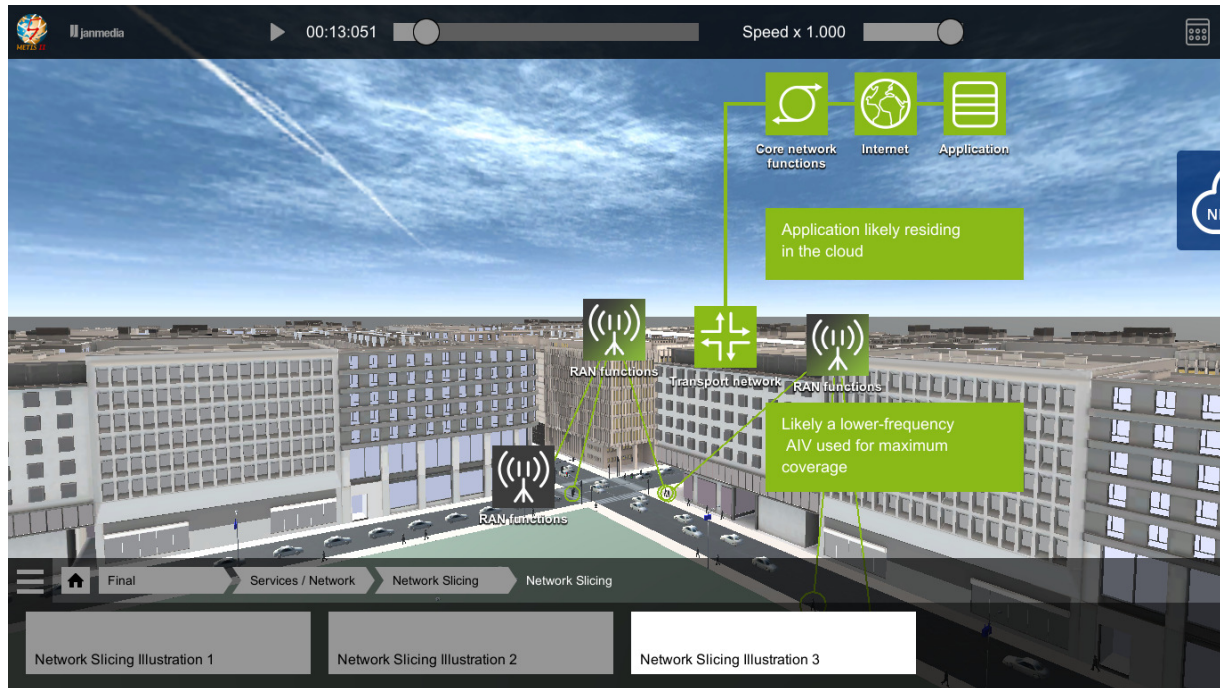 METIS II
janmedia
00:13:051
Speed x 1.000
Core network
functions
Internet
Application
Application likely residing
in the cloud
RAN functions
Transport network
RAN functions
Likely a lower-frequency
AIV used for maximum
coverage
RAN functions
Final
Services / Network
Network Slicing
Network Slicing
Network Slicing Illustration 1
Network Slicing Illustration 2
Network Slicing Illustration 3